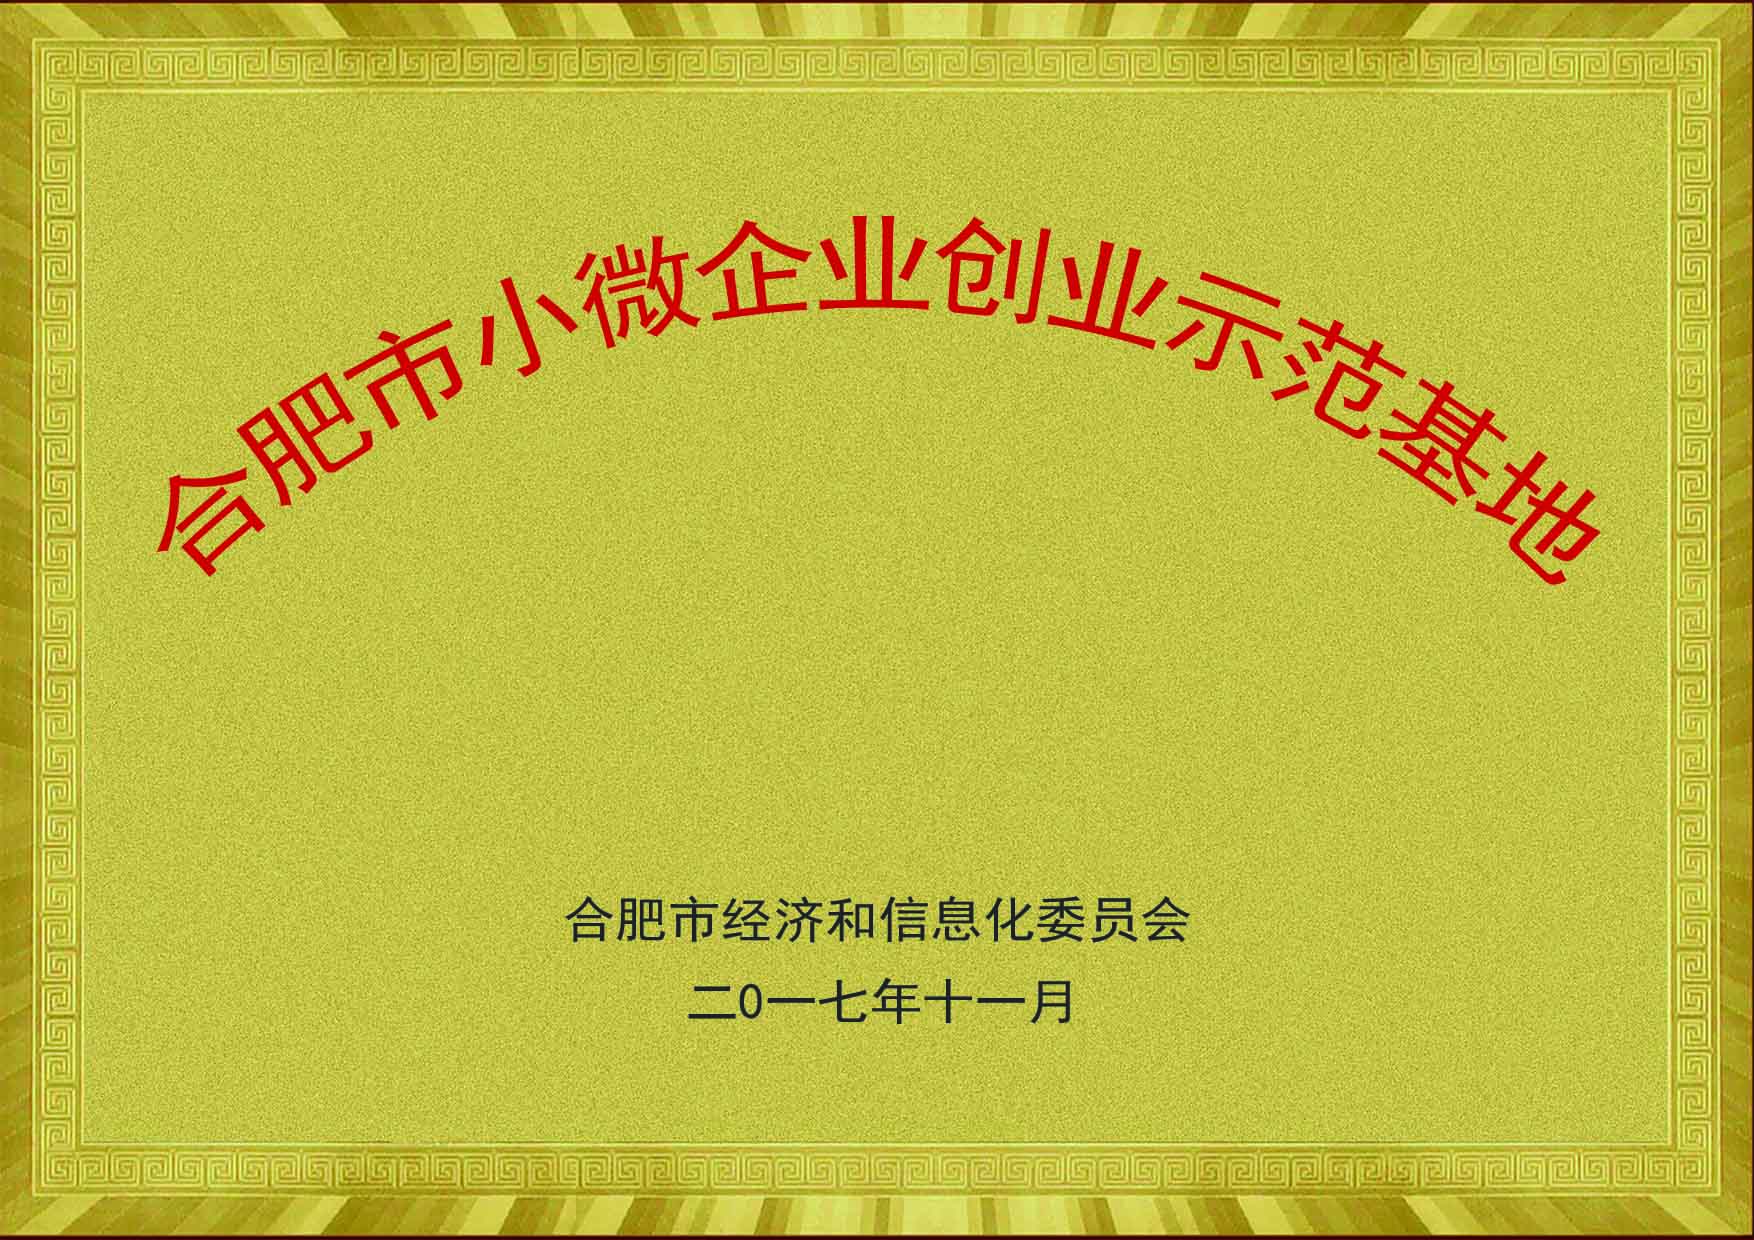 合肥市小微企业创业示范基地
合肥市经济和信息化委员会
二0一七年十一月